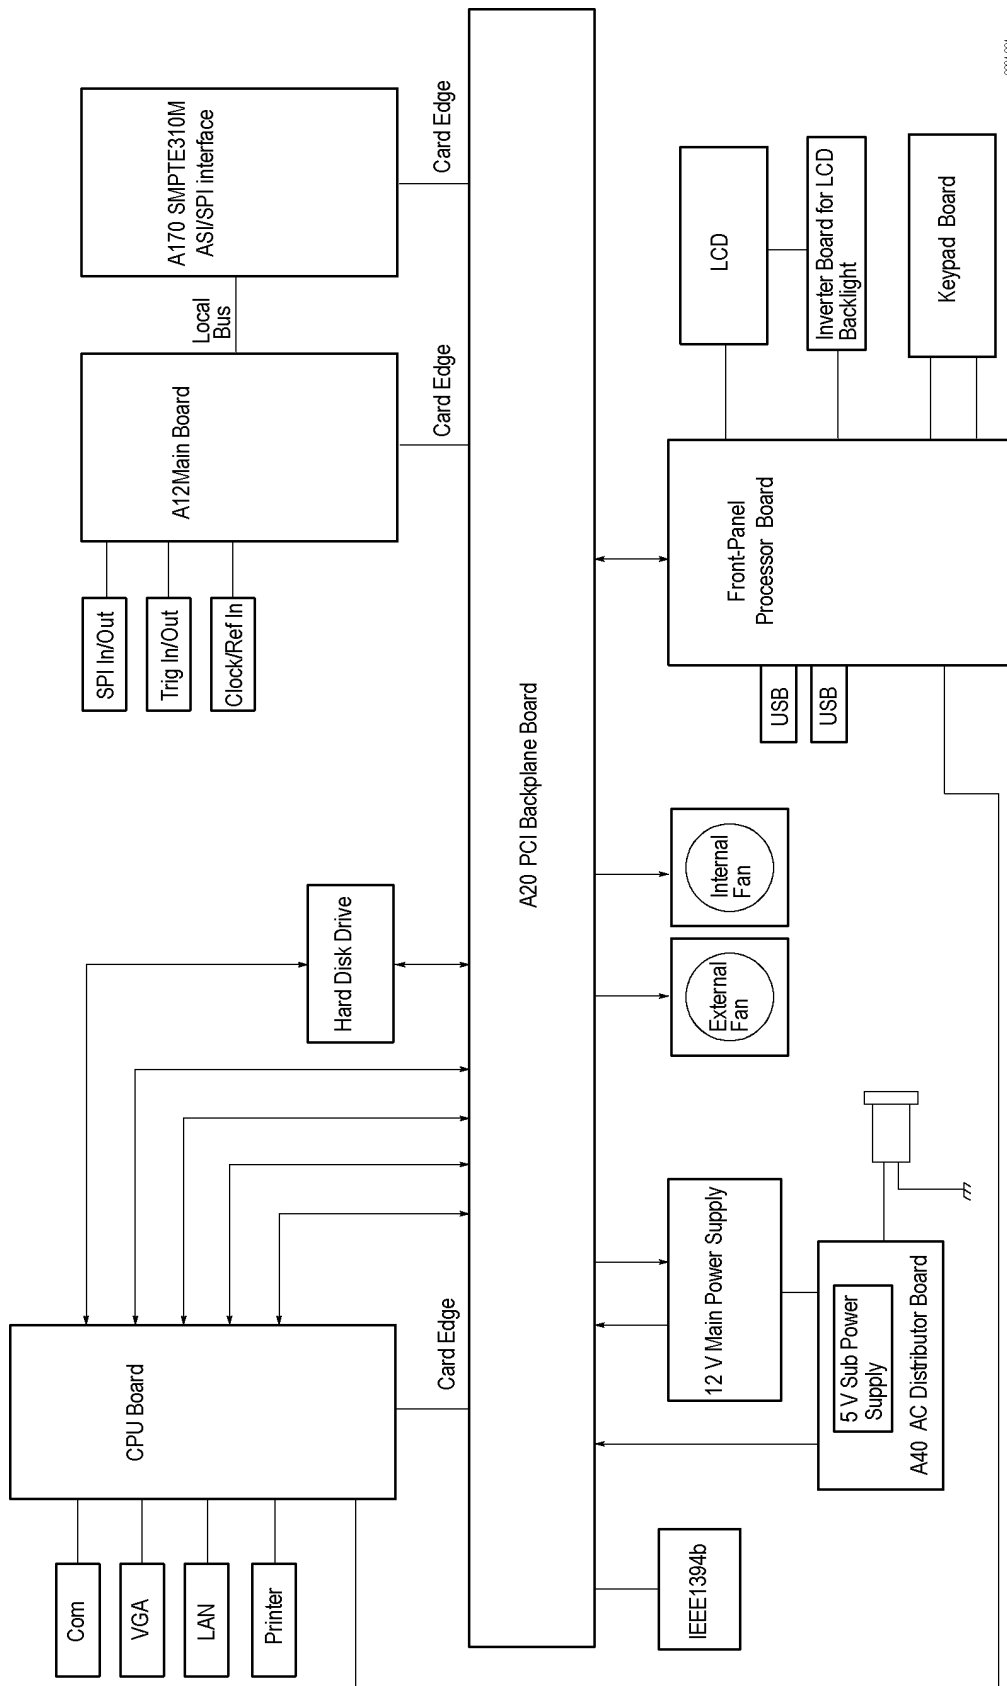 Com
VGA
LAN
Printer
CPU Board
Card Edge
Hard Disk Drive
SPI In/Out
Trig In/Out
Clock/Ref In
A12Main Board
Card Edge
Local
Bus
A170 SMPTE310M
ASI/SPI interface
Card Edge
A20 PCI Backplane Board
IEEE1394b
12 V Main Power Supply
5 V Sub Power
Supply
A40 AC Distributor Board
External
Fan
Internal
Fan
USB
USB
Front-Panel
Processor Board
LCD
Inverter Board for LCD
Backlight
Keypad Board